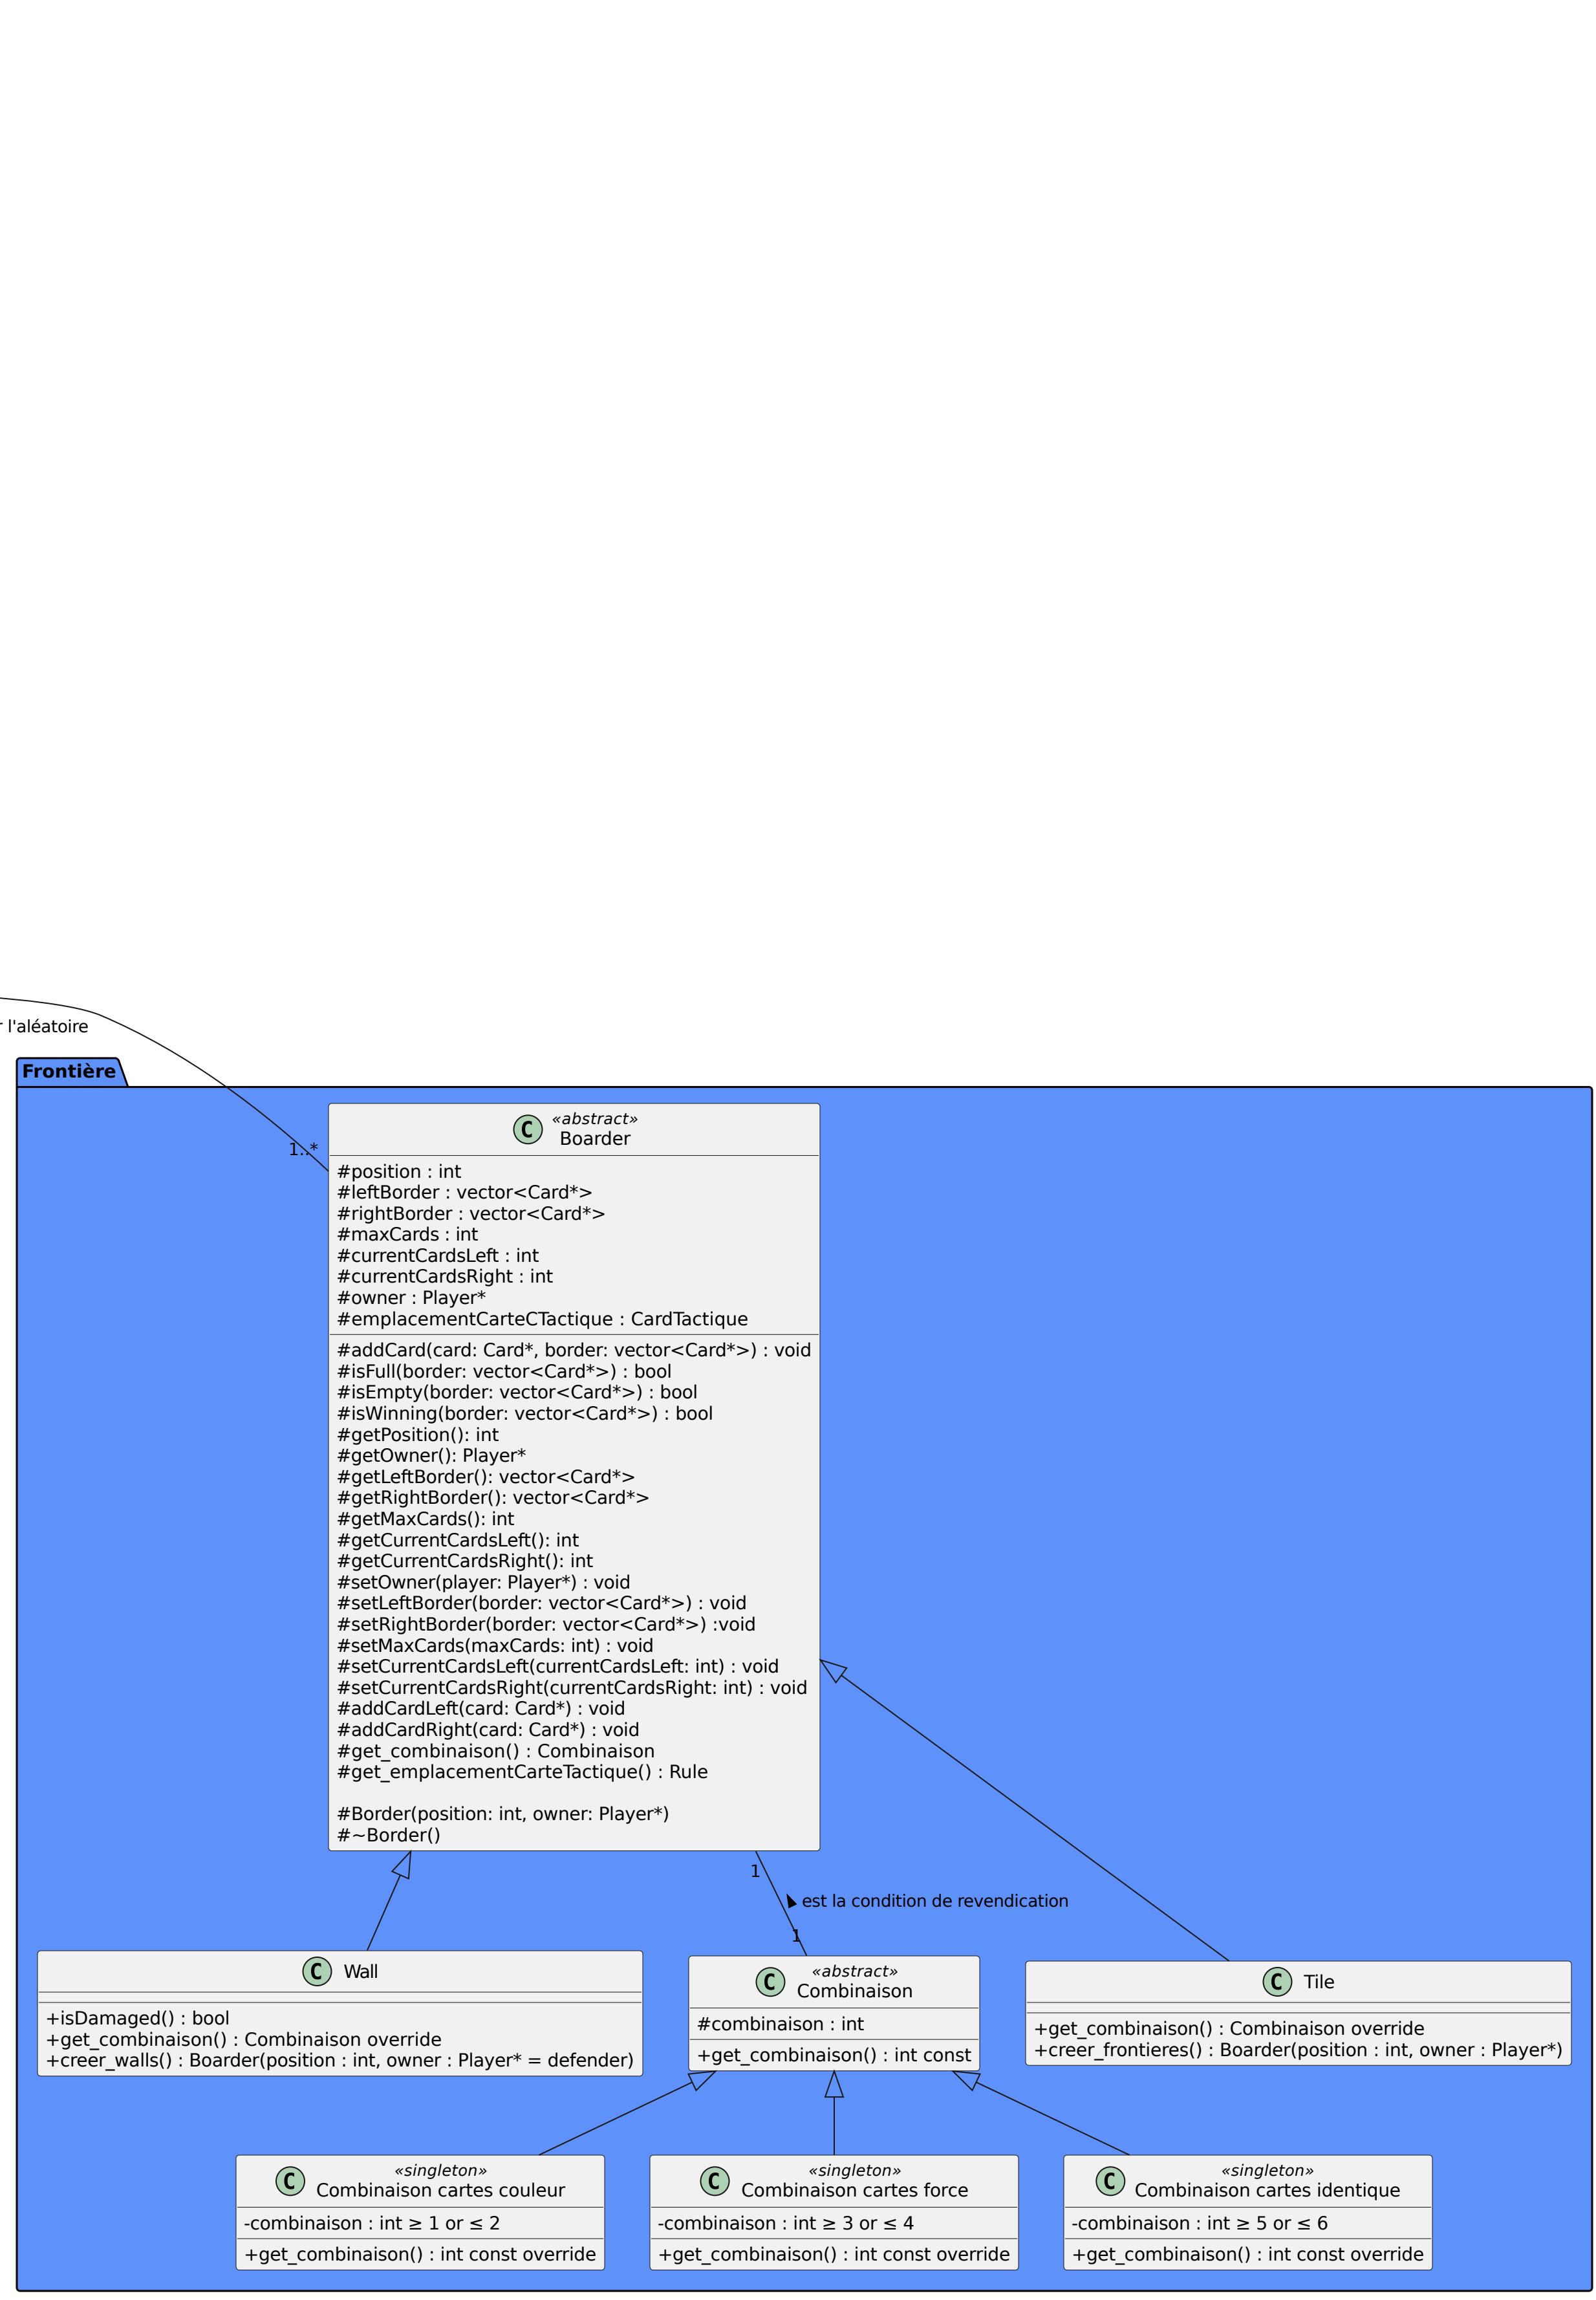 r l'aléatoire
Frontière
1..*
C
«abstract»
Boarder
#position : int
#leftBorder : vector<Card*>
#rightBorder : vector<Card*>
#maxCards : int
#currentCardsLeft : int
#currentCardsRight : int
#owner : Player*
#emplacementCarteCTactique : CardTactique
#addCard(card: Card*, border: vector<Card*>) : void
#isFull(border: vector<Card*>) : bool
#isEmpty(border: vector<Card*>) : bool
#isWinning(border: vector<Card*>) : bool
#getPosition(): int
#getOwner(): Player*
#getLeftBorder(): vector<Card*>
#getRightBorder(): vector<Card*>
#getMaxCards(): int
#getCurrentCardsLeft(): int
#getCurrentCardsRight(): int
#setOwner(player: Player*) : void
#setLeftBorder(border: vector<Card*>) : void
#setRightBorder(border: vector<Card*>) :void
#setMaxCards(maxCards: int) : void
#setCurrentCardsLeft(currentCardsLeft: int) : void
#setCurrentCardsRight(currentCardsRight: int) : void
#addCardLeft(card: Card*) : void
#addCardRight(card: Card*) : void
#get_combinaison() : Combinaison
#get_emplacementCarteTactique() : Rule
#Border(position: int, owner: Player*)
#~Border()
1
est la condition de revendication
1
C
Wall
+isDamaged() : bool
+get_combinaison() : Combinaison override
+creer_walls() : Boarder(position : int, owner : Player* = defender)
C
«abstract»
Combinaison
#combinaison : int
+get_combinaison() : int const
C
Tile
+get_combinaison() : Combinaison override
+creer_frontieres() : Boarder(position : int, owner : Player*)
C
«singleton»
Combinaison cartes couleur
-combinaison : int ≥ 1 or ≤ 2
+get_combinaison() : int const override
C
«singleton»
Combinaison cartes force
-combinaison : int ≥ 3 or ≤ 4
+get_combinaison() : int const override
C
«singleton»
Combinaison cartes identique
-combinaison : int ≥ 5 or ≤ 6
+get_combinaison() : int const override